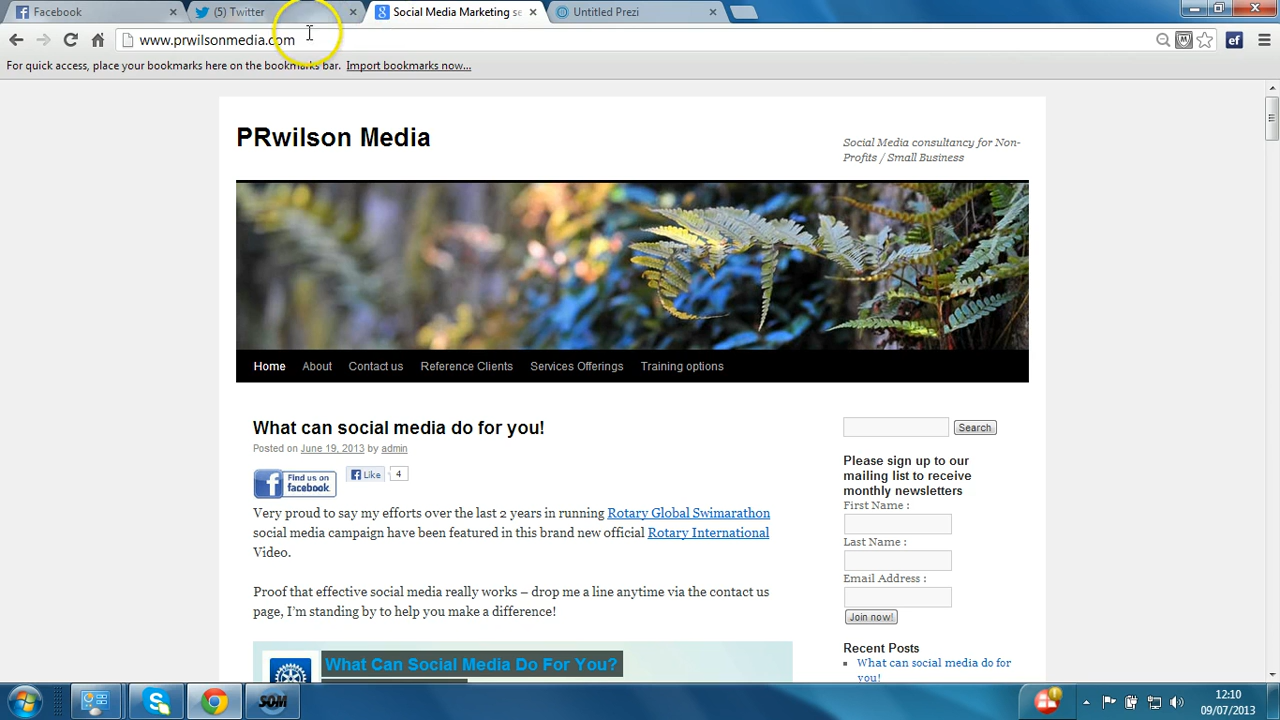 Facebook
(5) Twitter
Social Media Marketing se
Untitled Prezi
www.prwilsonmedia.com
For quick access, place your bookmarks here on the bookmarks bar. Import bookmarks now...
PRwilson Media
Social Media consultancy for Non-
Profits / Small Business
Home About Contact us Reference Clients Services Offerings Training options
What can social media do for you!
Posted on June 19, 2013 by admin
Find us on
facebook
Like 4
Very proud to say my efforts over the last 2 years in running Rotary Global Swimarathon
social media campaign have been featured in this brand new official Rotary International
Video.
Proof that effective social media really works – drop me a line anytime via the contact us
page, I'm standing by to help you make a difference!
What Can Social Media Do For You?
Search
Please sign up to our
mailing list to receive
monthly newsletters
First Name :
Last Name :
Email Address :
Join now!
Recent Posts
What can social media do for
you!
SOM
12:10
09/07/2013